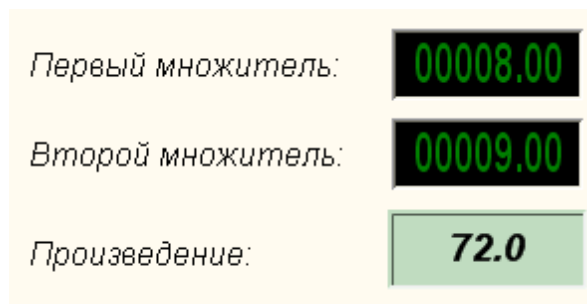 Первый множитель: 00008.00
Второй множитель: 00009.00
Произведение: 72.0